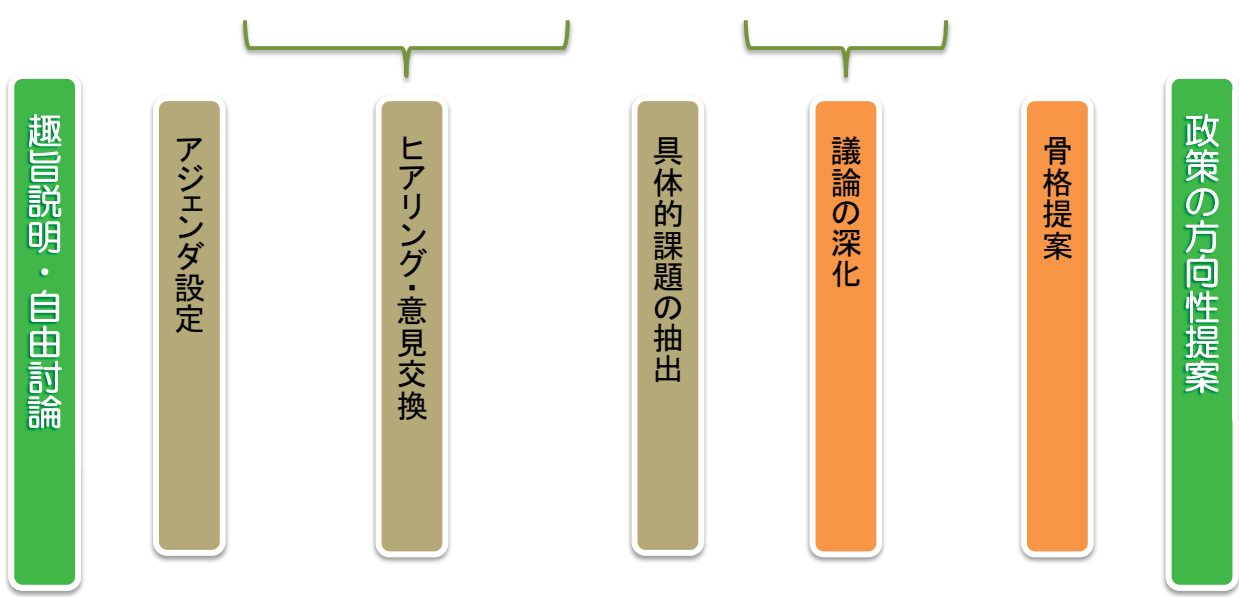 趣旨説明・自由討論
アジェンダ設定
ヒアリング・意見交換
具体的課題の抽出
議論の深化
骨格提案
政策の方向性提案